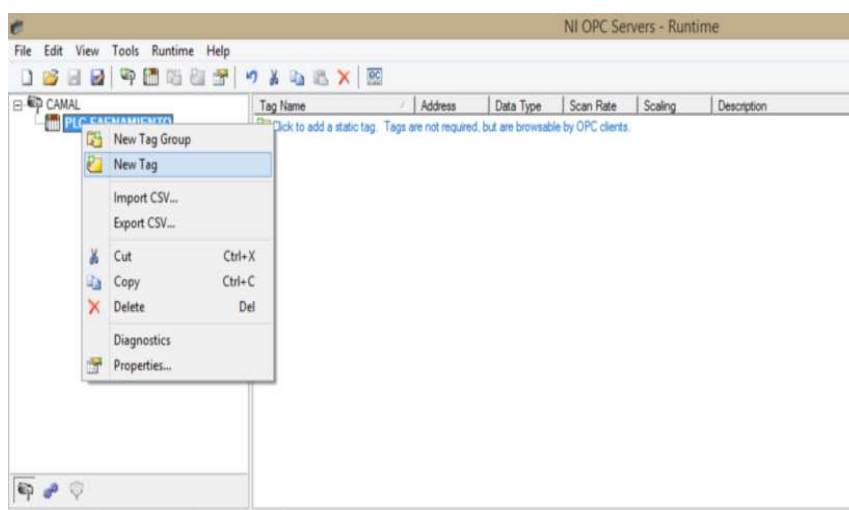 NI OPC Servers - Runtime
File Edit View Tools Runtime Help
CAMAL
PLC FAENAMIENTO
Tag Name Address Data Type Scan Rate Scaling Description
Click to add a static tag. Tags are not required, but are browsable by OPC clients.
New Tag Group
New Tag
Import CSV...
Export CSV...
Cut Ctrl+X
Copy Ctrl+C
Delete Del
Diagnostics
Properties...